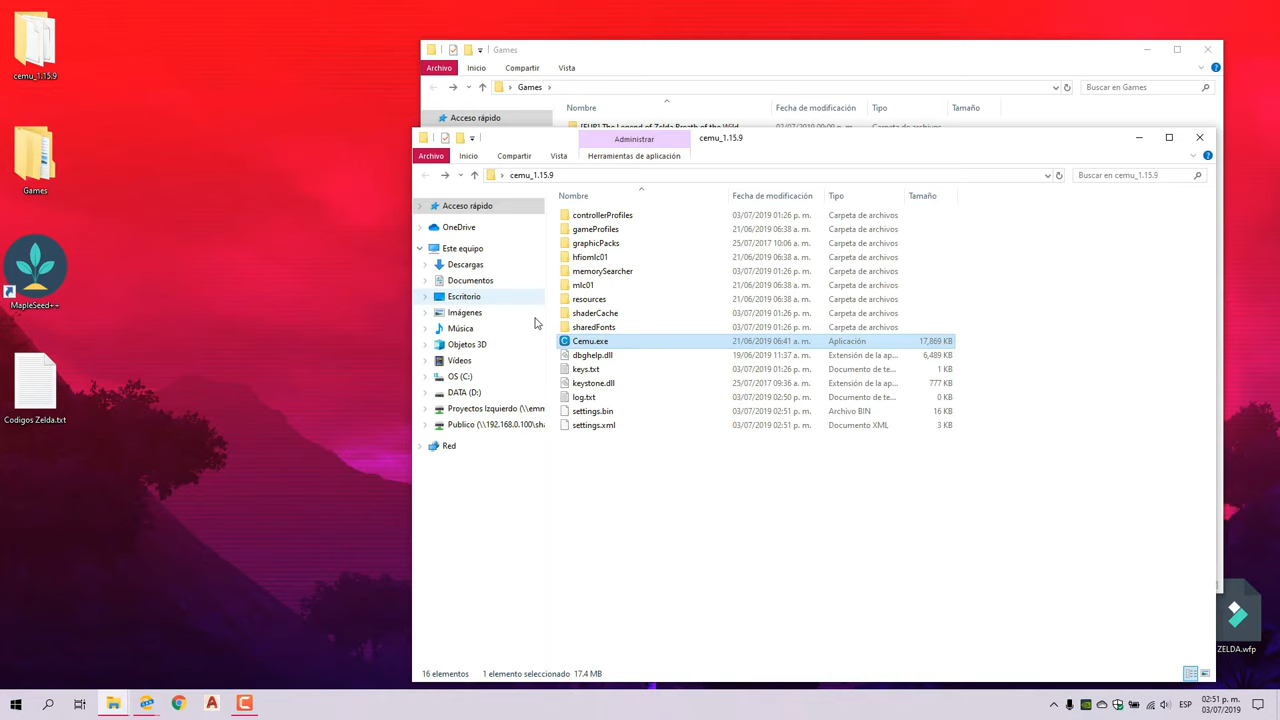 cemu_1.15.9
Games
MapleSeed++
Codigos Zelda.txt
Games
Archivo Inicio Compartir Vista
Games
Buscar en Games
Nombre Fecha de modificación Tipo Tamaño
Acceso rápido
Administrar cemu_1.15.9
Archivo Inicio Compartir Vista Herramientas de aplicación
cemu_1.15.9
Buscar en cemu_1.15.9
Acceso rápido
OneDrive
Este equipo
Descargas
Documentos
Escritorio
Imágenes
Música
Objetos 3D
Vídeos
OS (C:)
DATA (D:)
Proyectos Izquierdo (\\emn
Publico (\\192.168.0.100\sha
Red
Nombre Fecha de modificación Tipo Tamaño
controllerProfiles 03/07/2019 01:26 p. m. Carpeta de archivos
gameProfiles 21/06/2019 06:38 a. m. Carpeta de archivos
graphicPacks 25/07/2017 10:06 a. m. Carpeta de archivos
hfiomlc01 21/06/2019 06:38 a. m. Carpeta de archivos
memorySearcher 03/07/2019 01:26 p. m. Carpeta de archivos
mlc01 21/06/2019 06:38 a. m. Carpeta de archivos
resources 21/06/2019 06:38 a. m. Carpeta de archivos
shaderCache 03/07/2019 01:26 p. m. Carpeta de archivos
sharedFonts 03/07/2019 01:26 p. m. Carpeta de archivos
Cemu.exe 21/06/2019 06:41 a. m. Aplicación 17,869 KB
dbghelp.dll 19/06/2019 11:37 a. m. Extensión de la ap... 6,489 KB
keys.txt 03/07/2019 01:26 p. m. Documento de te... 1 KB
keystone.dll 25/07/2017 09:36 a. m. Extensión de la ap... 777 KB
log.txt 03/07/2019 02:50 p. m. Documento de te... 0 KB
settings.bin 03/07/2019 02:51 p. m. Archivo BIN 16 KB
settings.xml 03/07/2019 02:51 p. m. Documento XML 3 KB
16 elementos 1 elemento seleccionado 17.4 MB
ZELDA.wfp
ESP
02:51 p. m.
03/07/2019